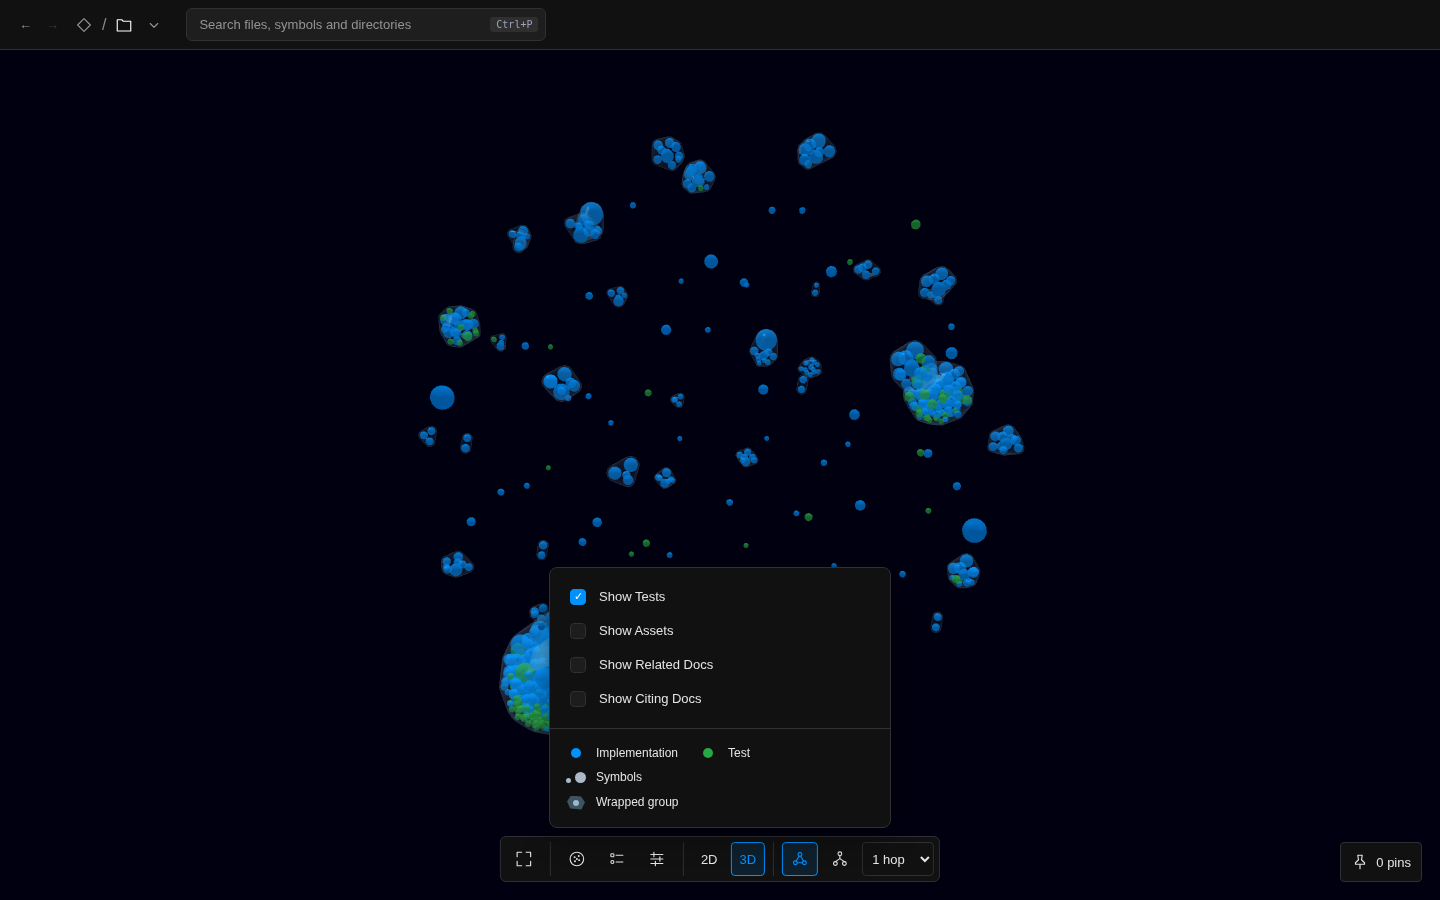 /
Search files, symbols and directories
Ctrl+P
Show Tests
Show Assets
Show Related Docs
Show Citing Docs
Implementation
Test
Symbols
Wrapped group
2D
3D
1 hop
0 pins